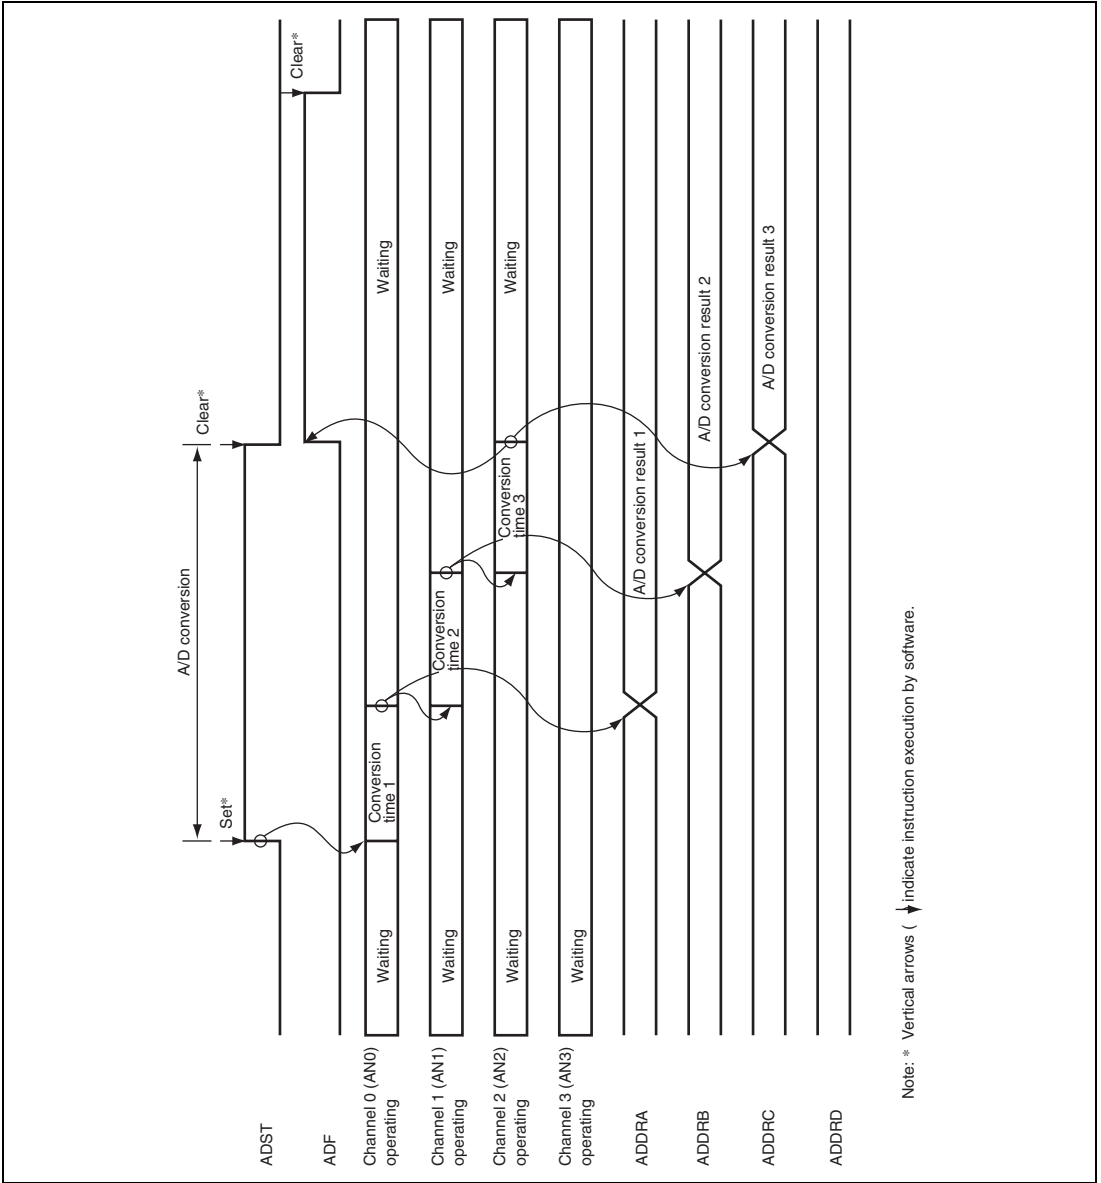 A/D conversion
Set*
Clear*
Clear*
ADST
ADF
Channel 0 (AN0)
operating
Waiting
Conversion
time 1
Waiting
Channel 1 (AN1)
operating
Waiting
Conversion
time 2
Waiting
Channel 2 (AN2)
operating
Waiting
Conversion
time 3
Waiting
Channel 3 (AN3)
operating
Waiting
ADDRA
A/D conversion result 1
ADDRB
A/D conversion result 2
ADDRC
A/D conversion result 3
ADDRD
Note: * Vertical arrows ( indicate instruction execution by software.